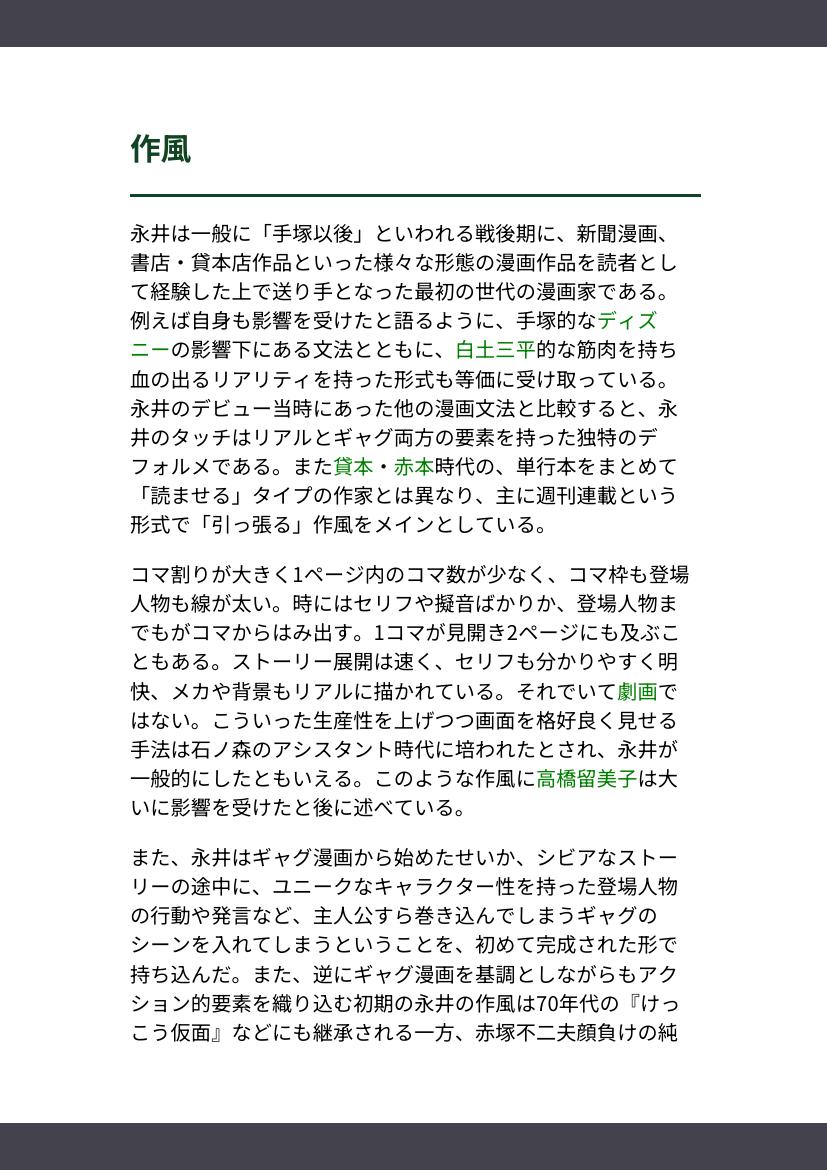 作風
永井は一般に「手塚以後」といわれる戦後期に、新聞漫画、
書店・貸本店作品といった様々な形態の漫画作品を読者とし
て経験した上で送り手となった最初の世代の漫画家である。
例えば自身も影響を受けたと語るように、手塚的なディズ
ニーの影響下にある文法とともに、白土三平的な筋肉を持ち
血の出るリアリティを持った形式も等価に受け取っている。
永井のデビュー当時にあった他の漫画文法と比較すると、永
井のタッチはリアルとギャグ両方の要素を持った独特のデ
フォルメである。また貸本・赤本時代の、単行本をまとめて
「読ませる」タイプの作家とは異なり、主に週刊連載という
形式で「引っ張る」作風をメインとしている。
コマ割りが大きく1ページ内のコマ数が少なく、コマ枠も登場
人物も線が太い。時にはセリフや擬音ばかりか、登場人物ま
でもがコマからはみ出す。1コマが見開き2ページにも及ぶこ
ともある。ストーリー展開は速く、セリフも分かりやすく明
快、メカや背景もリアルに描かれている。それでいて劇画で
はない。こういった生産性を上げつつ画面を格好良く見せる
手法は石ノ森のアシスタント時代に培われたとされ、永井が
一般的にしたともいえる。このような作風に高橋留美子は大
いに影響を受けたと後に述べている。
また、永井はギャグ漫画から始めたせいか、シビアなストー
リーの途中に、ユニークなキャラクター性を持った登場人物
の行動や発言など、主人公すら巻き込んでしまうギャグの
シーンを入れてしまうということを、初めて完成された形で
持ち込んだ。また、逆にギャグ漫画を基調としながらもアク
ション的要素を織り込む初期の永井の作風は70年代の『けっ
こう仮面』などにも継承される一方、赤塚不二夫顔負けの純